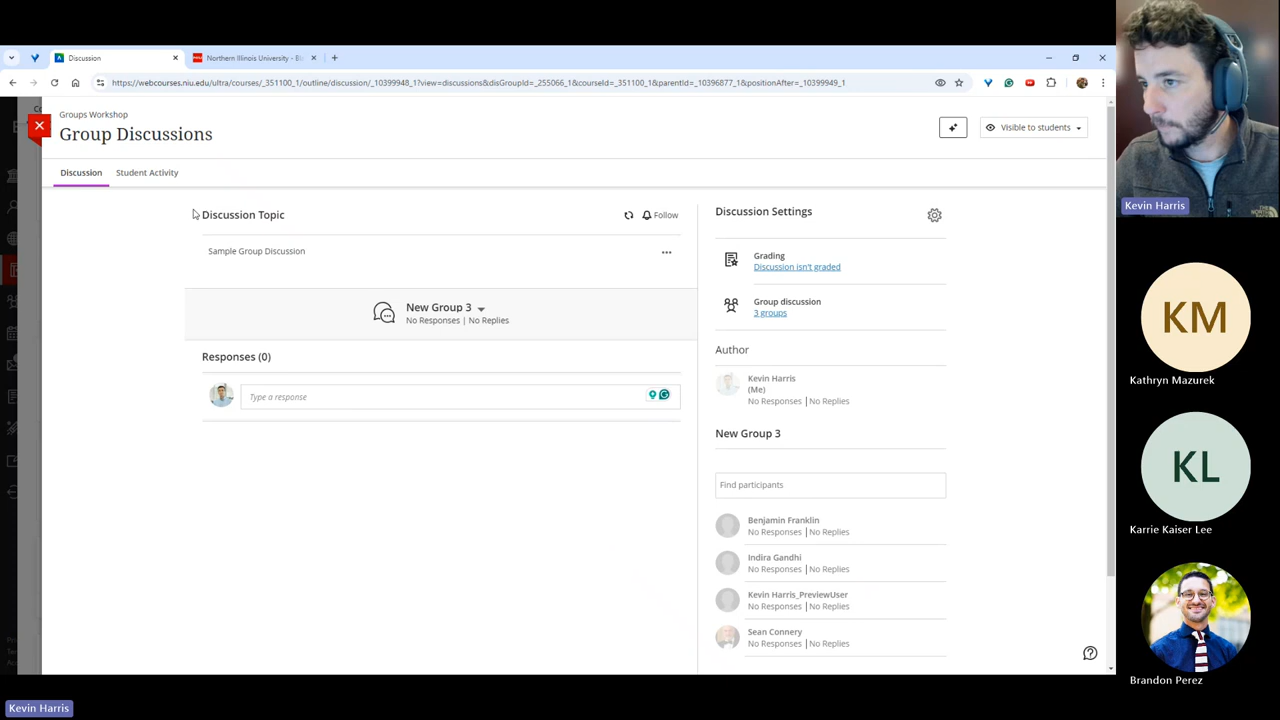 Discussion
Northern Illinois University - Bl
https://webcourses.niu.edu/ultra/courses/_351100_1/outline/discussion/_10399948_1?view=discussions&disGroupId=_255066_1&courseId=_351100_1&parentId=_10396877_1&positionAfter=_10399949_1
Groups Workshop
Group Discussions
Visible to students
Discussion
Student Activity
Discussion Topic
Follow
Sample Group Discussion
New Group 3
No Responses | No Replies
Responses (0)
Type a response
Discussion Settings
Grading
Discussion isn't graded
Group discussion
3 groups
Author
Kevin Harris
(Me)
No Responses | No Replies
New Group 3
Find participants
Benjamin Franklin
No Responses | No Replies
Indira Gandhi
No Responses | No Replies
Kevin Harris_PreviewUser
No Responses | No Replies
Sean Connery
No Responses | No Replies
Kevin Harris
KM
Kathryn Mazurek
KL
Karrie Kaiser Lee
Brandon Perez
Kevin Harris